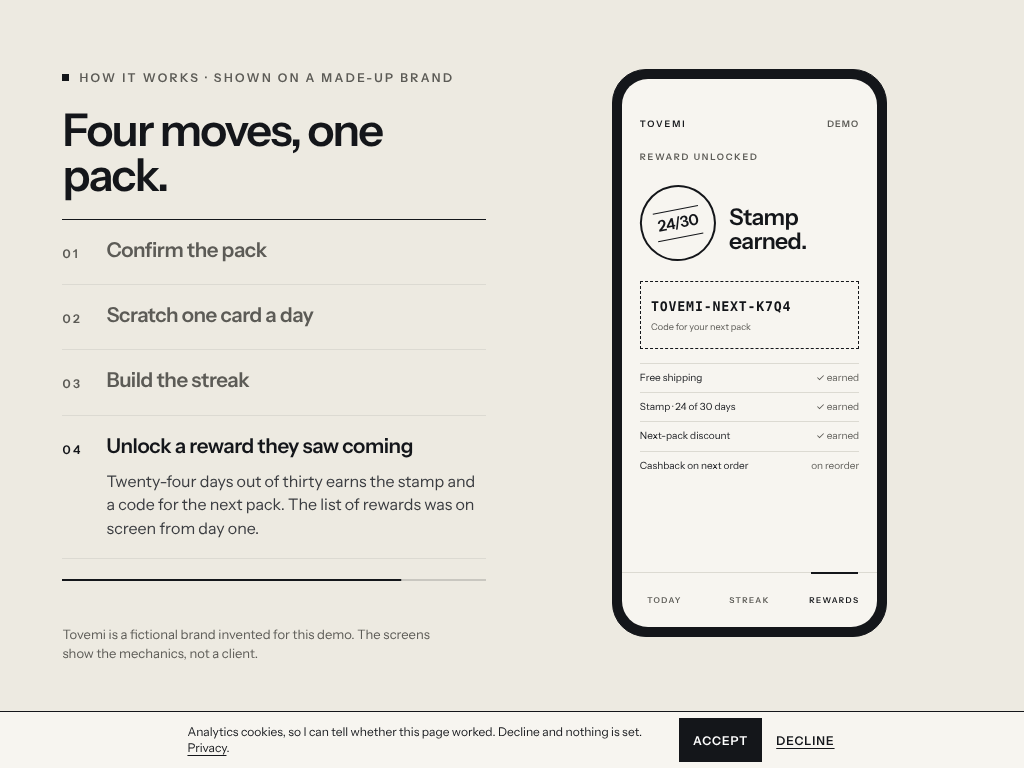 HOW IT WORKS · SHOWN ON A MADE-UP BRAND
Four moves, one
pack.
01 Confirm the pack
02 Scratch one card a day
03 Build the streak
04 Unlock a reward they saw coming
Twenty-four days out of thirty earns the stamp and
a code for the next pack. The list of rewards was on
screen from day one.
Tovemi is a fictional brand invented for this demo. The screens
show the mechanics, not a client.
TOVEMI DEMO
REWARD UNLOCKED
24/30
Stamp
earned.
TOVEMI-NEXT-K7Q4
Code for your next pack
Free shipping ✓ earned
Stamp · 24 of 30 days ✓ earned
Next-pack discount ✓ earned
Cashback on next order on reorder
TODAY STREAK REWARDS
Analytics cookies, so I can tell whether this page worked. Decline and nothing is set.
Privacy.
ACCEPT DECLINE